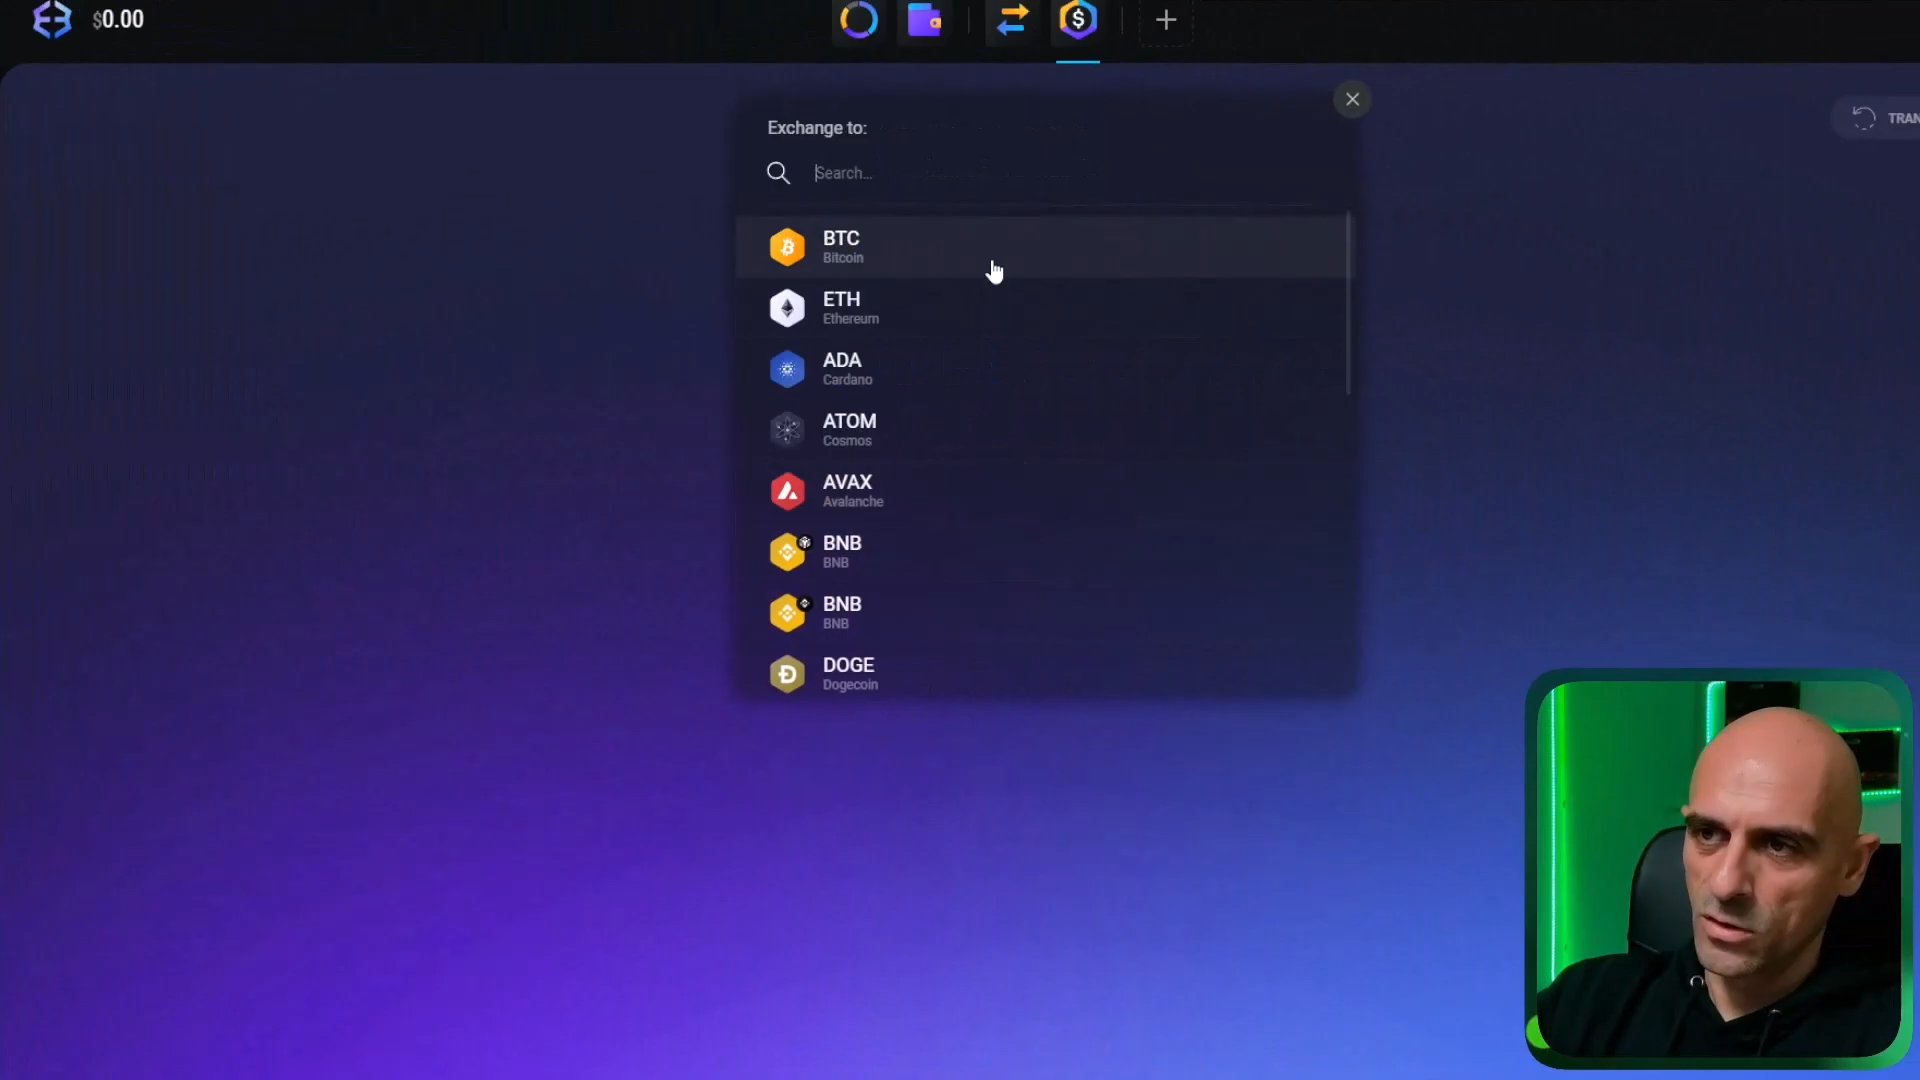 $0.00
TRAN
Exchange to:
Search...
BTC
Bitcoin
ETH
Ethereum
ADA
Cardano
ATOM
Cosmos
AVAX
Avalanche
BNB
BNB
BNB
BNB
DOGE
Dogecoin